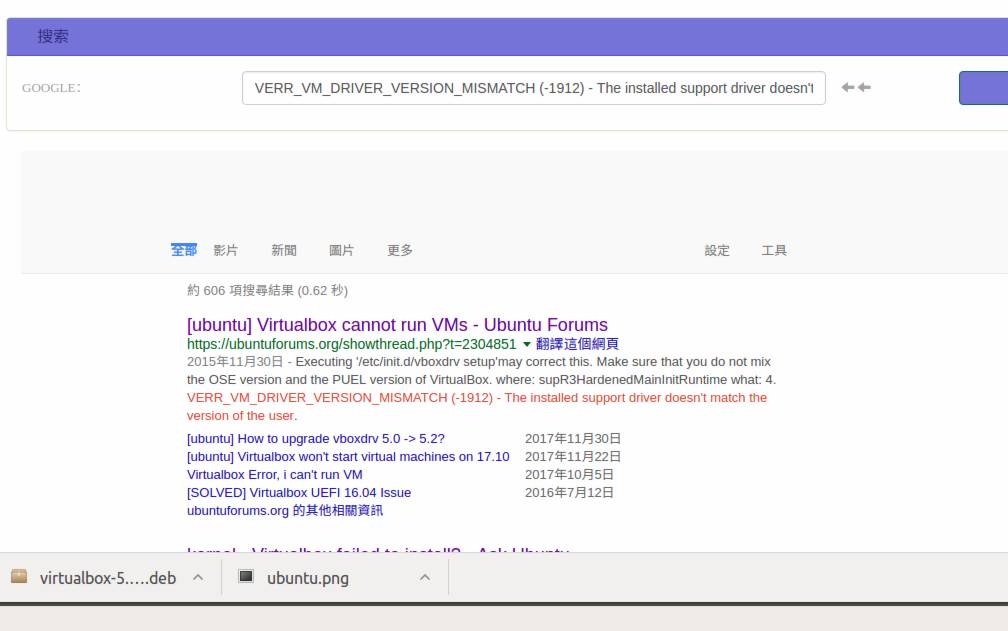 搜索
GOOGLE:
VERR_VM_DRIVER_VERSION_MISMATCH (-1912) - The installed support driver doesn't
全部 影片 新聞 圖片 更多 設定 工具
約 606 項搜尋結果 (0.62 秒)
[ubuntu] Virtualbox cannot run VMs - Ubuntu Forums
https://ubuntuforums.org/showthread.php?t=2304851 翻譯這個網頁
2015年11月30日 - Executing '/etc/init.d/vboxdrv setup'may correct this. Make sure that you do not mix
the OSE version and the PUEL version of VirtualBox. where: supR3HardenedMainInitRuntime what: 4.
VERR_VM_DRIVER_VERSION_MISMATCH (-1912) - The installed support driver doesn't match the
version of the user.
[ubuntu] How to upgrade vboxdrv 5.0 -> 5.2? 2017年11月30日
[ubuntu] Virtualbox won't start virtual machines on 17.10 2017年11月22日
Virtualbox Error, i can't run VM 2017年10月5日
[SOLVED] Virtualbox UEFI 16.04 Issue 2016年7月12日
ubuntuforums.org 的其他相關資訊
kernel - Virtualbox failed to install? - Ask Ubuntu
virtualbox-5.….deb ubuntu.png